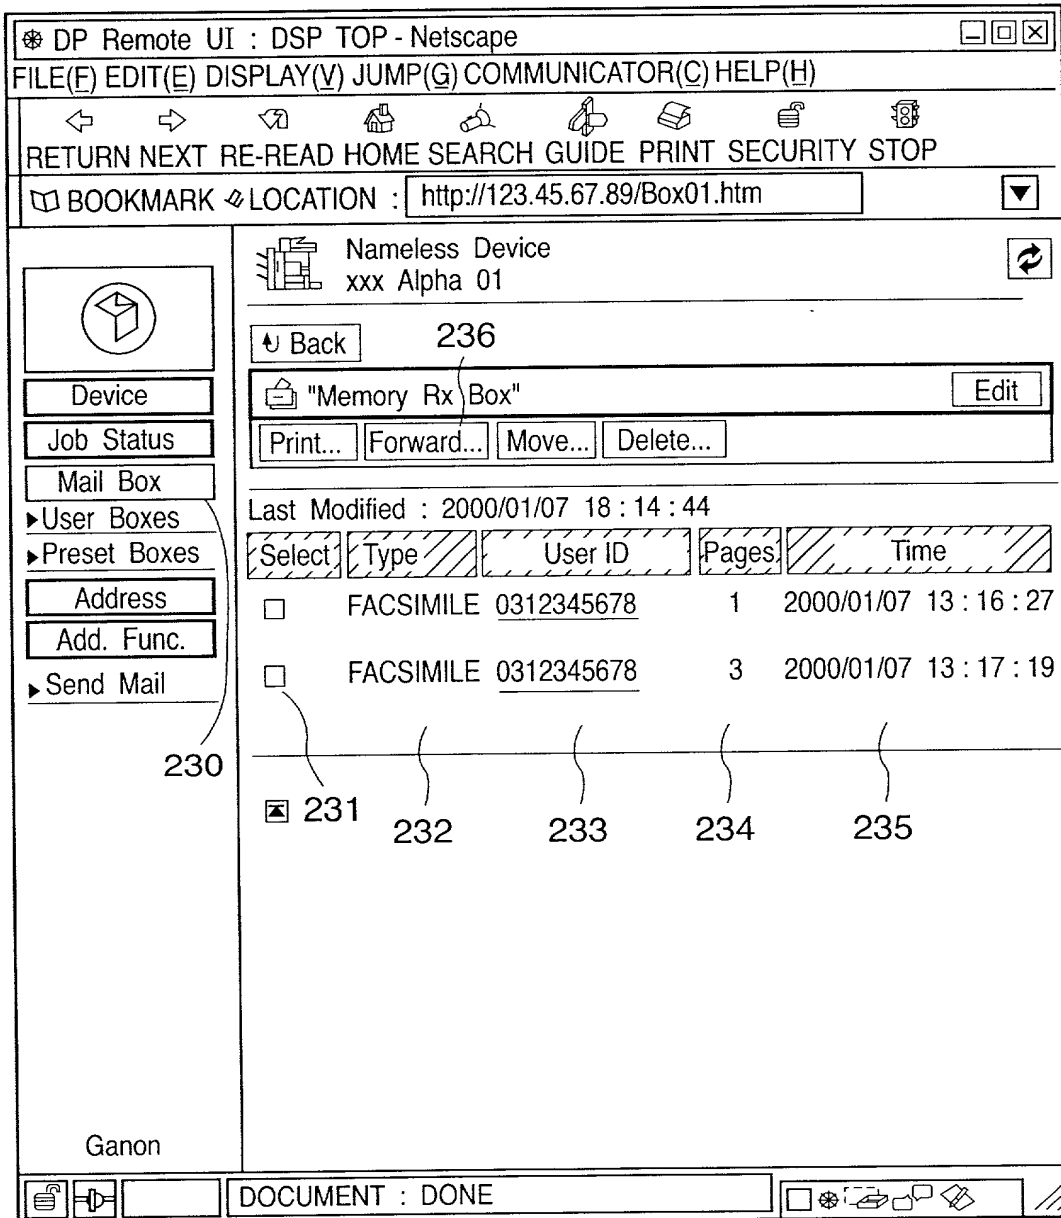 DP Remote UI : DSP TOP - Netscape
FILE(F) EDIT(E) DISPLAY(V) JUMP(G) COMMUNICATOR(C) HELP(H)
RETURN NEXT RE-READ HOME SEARCH GUIDE PRINT SECURITY STOP
BOOKMARK LOCATION : http://123.45.67.89/Box01.htm
Nameless Device
xxx Alpha 01
Back
236
"Memory Rx Box" Edit
Print... Forward... Move... Delete...
Device
Job Status
Mail Box
User Boxes
Preset Boxes
Address
Add. Func.
Send Mail
230
Last Modified : 2000/01/07 18 : 14 : 44
Select Type User ID Pages Time
FACSIMILE 0312345678 1 2000/01/07 13 : 16 : 27
FACSIMILE 0312345678 3 2000/01/07 13 : 17 : 19
231 232 233 234 235
Ganon
DOCUMENT : DONE